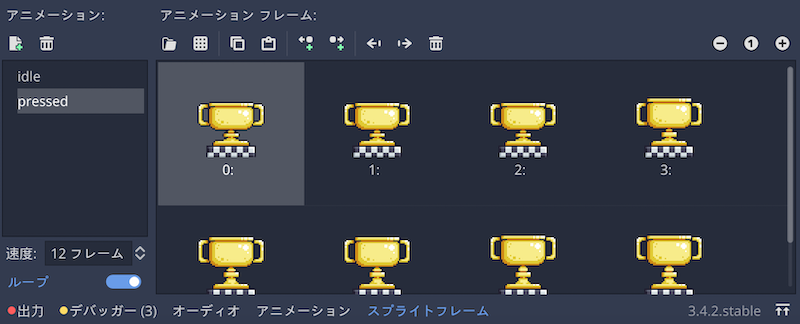 アニメーション:
アニメーション フレーム:
idle
pressed
0:
1:
2:
3:
速度: 12 フレーム
ループ
出力 デバッガー (3) オーディオ アニメーション スプライトフレーム 3.4.2.stable